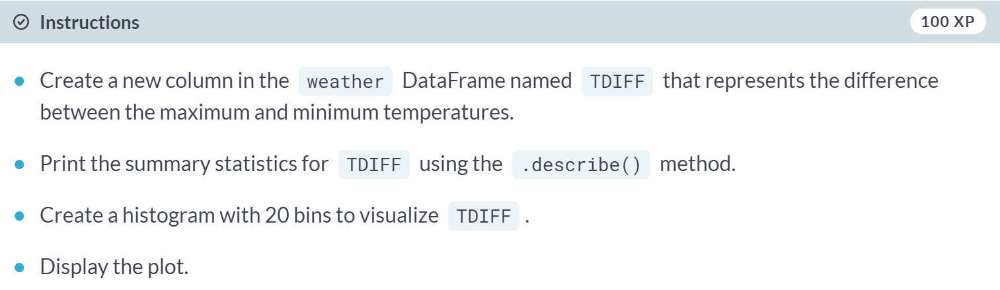 Instructions 100 XP
Create a new column in the weather DataFrame named TDIFF that represents the difference
between the maximum and minimum temperatures.
Print the summary statistics for TDIFF using the .describe() method.
Create a histogram with 20 bins to visualize TDIFF .
Display the plot.